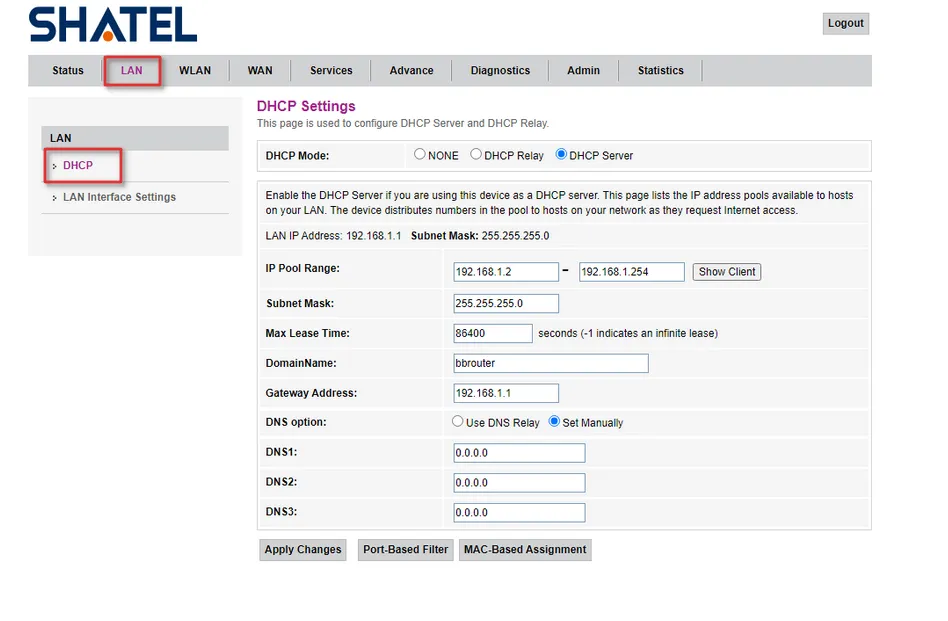 SHATEL
Logout
Status LAN WLAN WAN Services Advance Diagnostics Admin Statistics
LAN
DHCP
LAN Interface Settings
DHCP Settings
This page is used to configure DHCP Server and DHCP Relay.
DHCP Mode: NONE DHCP Relay DHCP Server
Enable the DHCP Server if you are using this device as a DHCP server. This page lists the IP address pools available to hosts
on your LAN. The device distributes numbers in the pool to hosts on your network as they request Internet access.
LAN IP Address: 192.168.1.1 Subnet Mask: 255.255.255.0
IP Pool Range: 192.168.1.2 – 192.168.1.254 Show Client
Subnet Mask: 255.255.255.0
Max Lease Time: 86400 seconds (-1 indicates an infinite lease)
DomainName: bbrouter
Gateway Address: 192.168.1.1
DNS option: Use DNS Relay Set Manually
DNS1: 0.0.0.0
DNS2: 0.0.0.0
DNS3: 0.0.0.0
Apply Changes Port-Based Filter MAC-Based Assignment